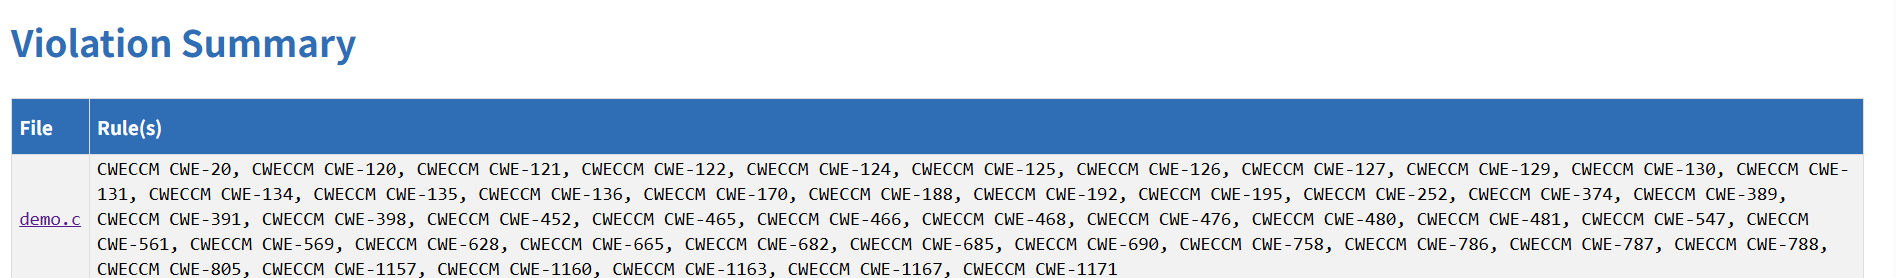 Violation Summary
File Rule(s)
CWECCM CWE-20, CWECCM CWE-120, CWECCM CWE-121, CWECCM CWE-122, CWECCM CWE-124, CWECCM CWE-125, CWECCM CWE-126, CWECCM CWE-127, CWECCM CWE-129, CWECCM CWE-130, CWECCM CWE-
131, CWECCM CWE-134, CWECCM CWE-135, CWECCM CWE-136, CWECCM CWE-170, CWECCM CWE-188, CWECCM CWE-192, CWECCM CWE-195, CWECCM CWE-252, CWECCM CWE-374, CWECCM CWE-389,
demo.c CWECCM CWE-391, CWECCM CWE-398, CWECCM CWE-452, CWECCM CWE-465, CWECCM CWE-466, CWECCM CWE-468, CWECCM CWE-476, CWECCM CWE-480, CWECCM CWE-481, CWECCM CWE-547, CWECCM
CWE-561, CWECCM CWE-569, CWECCM CWE-628, CWECCM CWE-665, CWECCM CWE-682, CWECCM CWE-685, CWECCM CWE-690, CWECCM CWE-758, CWECCM CWE-786, CWECCM CWE-787, CWECCM CWE-788,
CWECCM CWE-805, CWECCM CWE-1157, CWECCM CWE-1160, CWECCM CWE-1163, CWECCM CWE-1167, CWECCM CWE-1171